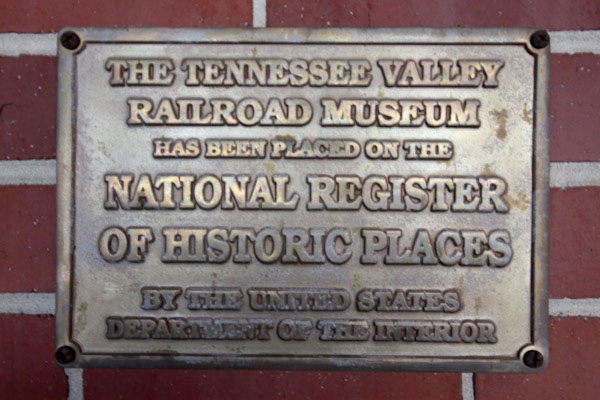 THE TENNESSEE VALLEY
RAILROAD MUSEUM
HAS BEEN PLACED ON THE
NATIONAL REGISTER
OF HISTORIC PLACES
BY THE UNITED STATES
DEPARTMENT OF THE INTERIOR